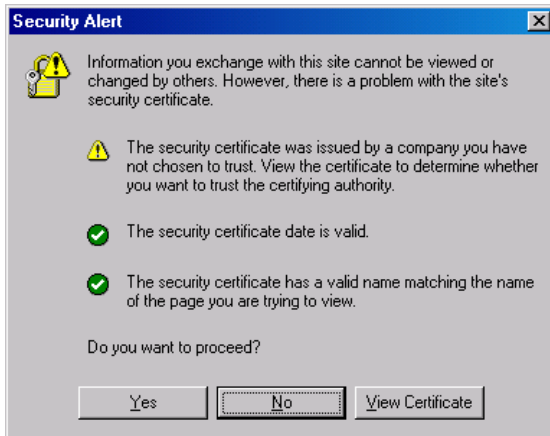 Security Alert
Information you exchange with this site cannot be viewed or
changed by others. However, there is a problem with the site's
security certificate.
The security certificate was issued by a company you have
not chosen to trust. View the certificate to determine whether
you want to trust the certifying authority.
The security certificate date is valid.
The security certificate has a valid name matching the name
of the page you are trying to view.
Do you want to proceed?
Yes No View Certificate